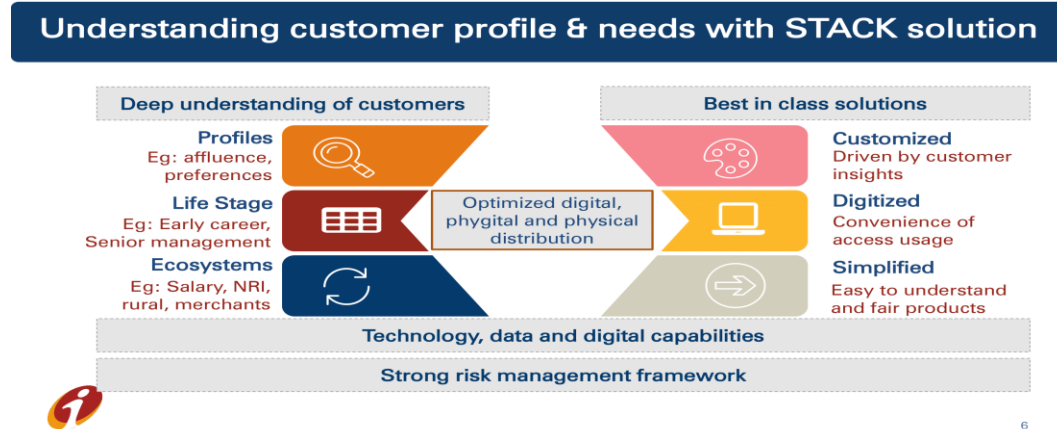 Understanding customer profile & needs with STACK solution
Deep understanding of customers
Profiles
Eg: affluence,
preferences
Life Stage
Eg: Early career,
Senior management
Ecosystems
Eg: Salary, NRI,
rural, merchants
Optimized digital,
phygital and physical
distribution
Best in class solutions
Customized
Driven by customer
insights
Digitized
Convenience of
access usage
Simplified
Easy to understand
and fair products
Technology, data and digital capabilities
Strong risk management framework
6